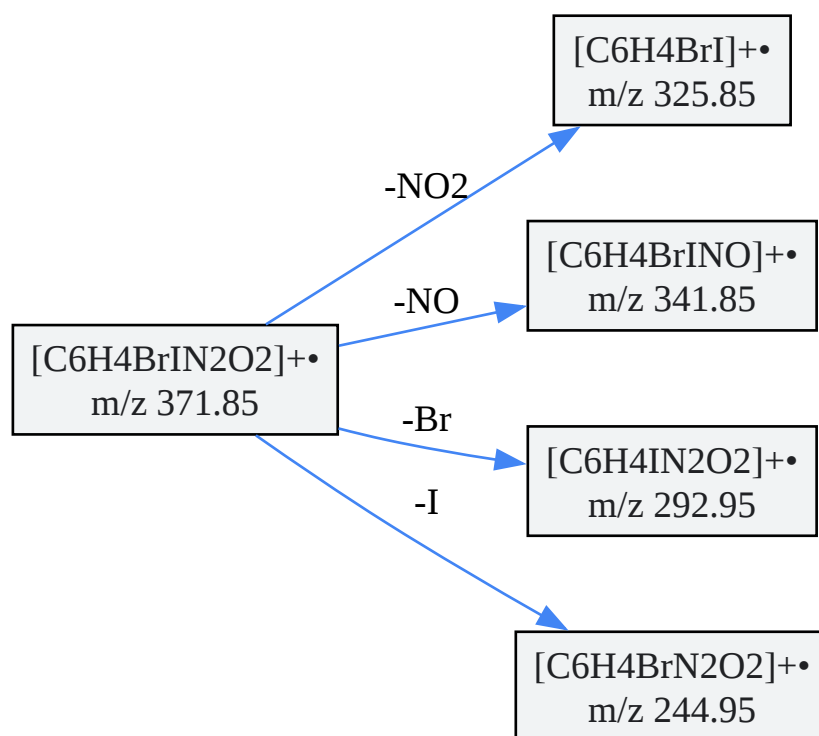 [C6H4BrI]+•
m/z 325.85
-NO2
[C6H4BrINO]+•
m/z 341.85
-NO
[C6H4BrIN2O2]+•
m/z 371.85
-Br
[C6H4IN2O2]+•
m/z 292.95
-I
[C6H4BrN2O2]+•
m/z 244.95